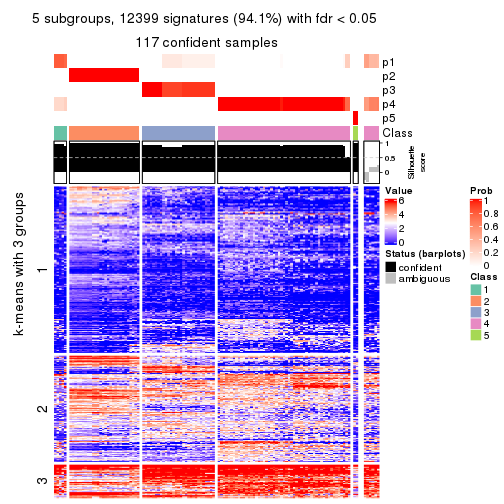 5 subgroups, 12399 signatures (94.1%) with fdr < 0.05
117 confident samples
p1
p2
p3
p4
p5
Class
1
0.5
0
Silhouette
score
k-means with 3 groups
1
2
3
Value
6
4
2
0
Status (barplots)
confident
ambiguous
Prob
1
0.8
0.6
0.4
0.2
0
Class
1
2
3
4
5